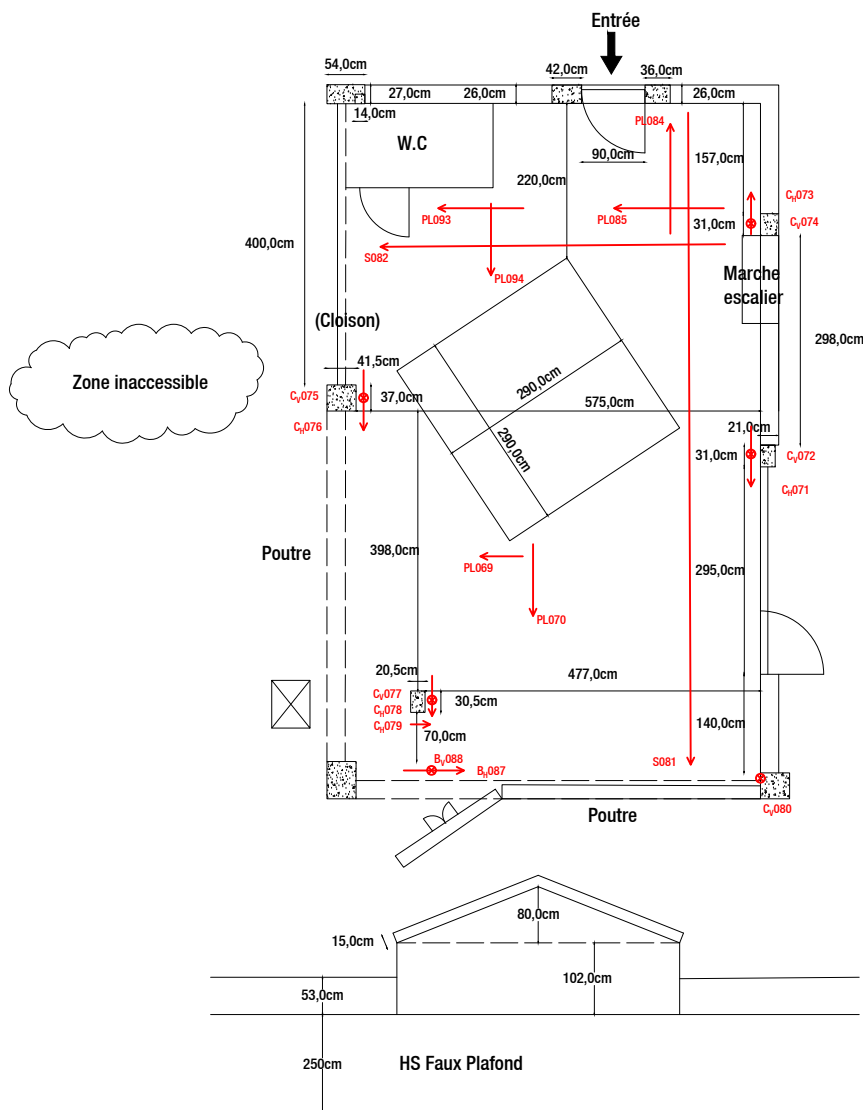 Entrée
54,0cm
42,0cm
36,0cm
27,0cm
26,0cm
26,0cm
14,0cm
PL084
W.C
157,0cm
90,0cm
220,0cm
CH073
PL093
PL085
31,0cm
CV074
400,0cm
S082
PL094
Marche
escalier
(Cloison)
298,0cm
41,5cm
Zone inaccessible
290,0cm
CV075
37,0cm
575,0cm
CH076
21,0cm
290,0cm
31,0cm
CV072
CH071
Poutre
398,0cm
PL069
295,0cm
PL070
20,5cm
477,0cm
CV077
30,5cm
CH078
CH079
140,0cm
70,0cm
BV088
BH087
S081
CV080
Poutre
80,0cm
15,0cm
102,0cm
53,0cm
250cm
HS Faux Plafond